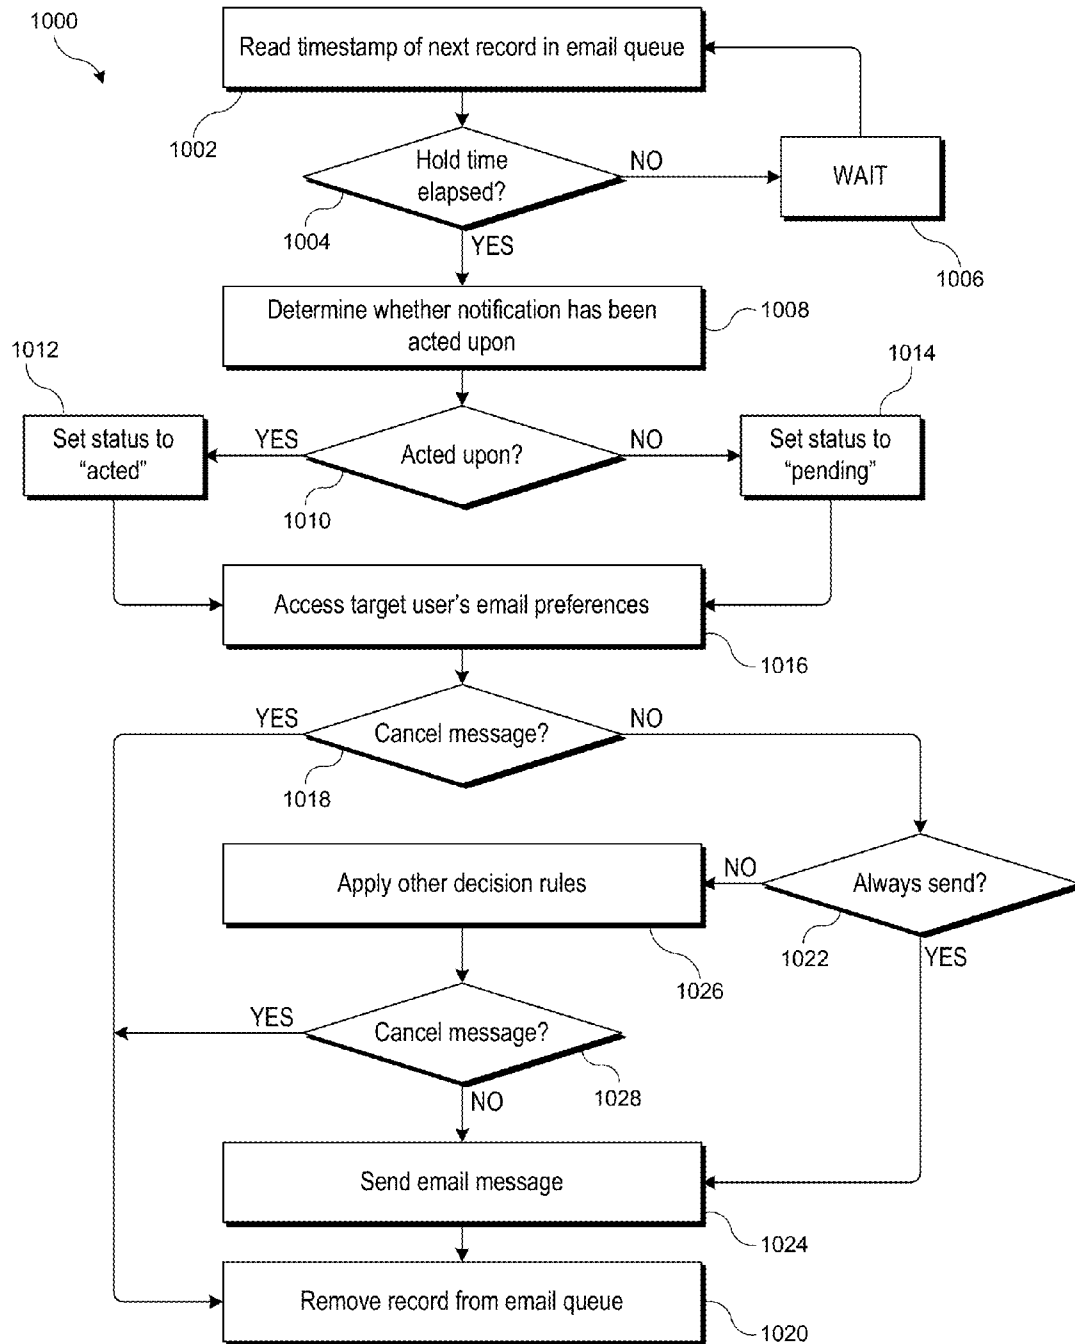 1000
Read timestamp of next record in email queue
1002
Hold time
elapsed?
NO
WAIT
1004
YES
1006
Determine whether notification has been
acted upon
1008
1012
1014
Set status to
“acted”
YES
Acted upon?
NO
Set status to
“pending”
1010
Access target user's email preferences
1016
YES
Cancel message?
NO
1018
Apply other decision rules
NO
Always send?
1022
YES
1026
YES
Cancel message?
1028
NO
Send email message
1024
Remove record from email queue
1020